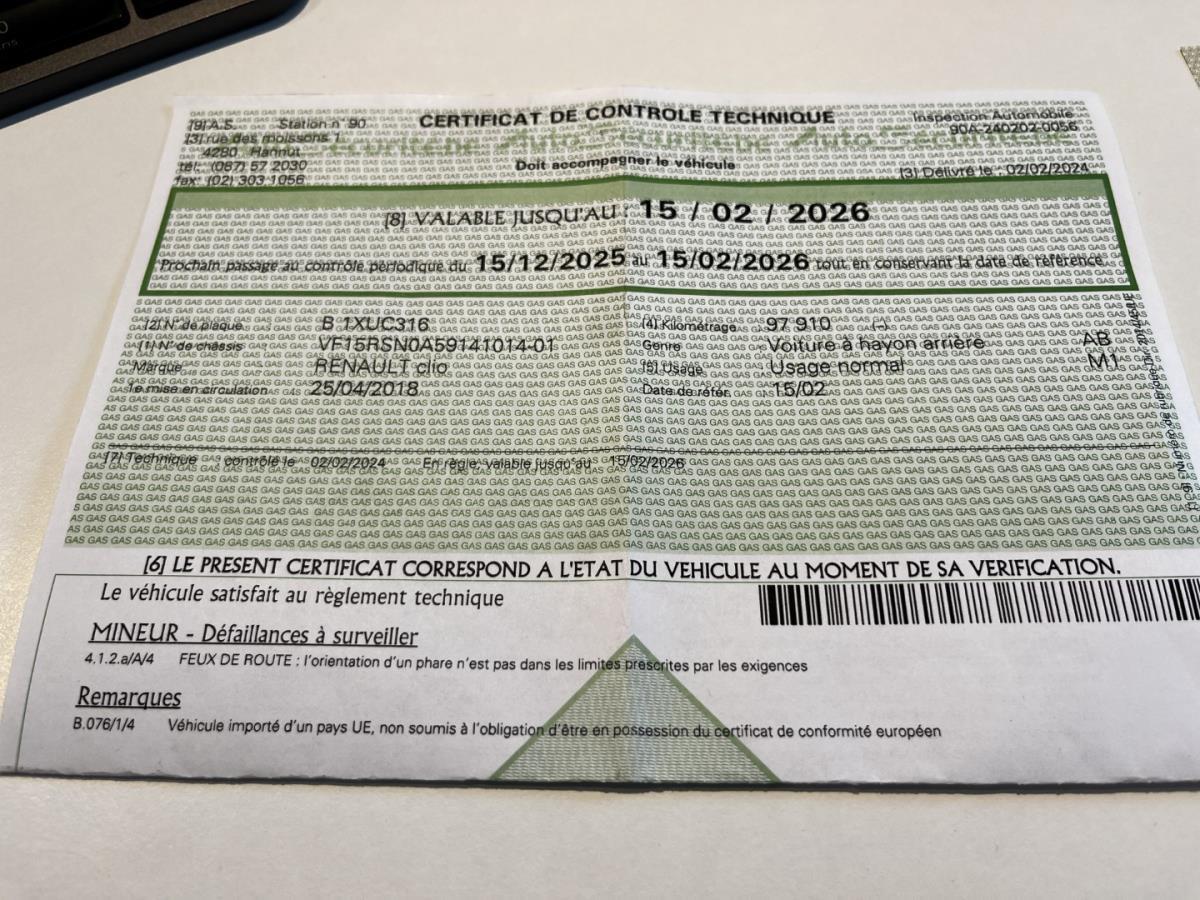 [9] A.S. Station n° 90
[3] rue des moissons 1
4280 Hannut
tél.: (087) 57 2030
fax: (02) 303 1056
CERTIFICAT DE CONTROLE TECHNIQUE
Doit accompagner le véhicule
Inspection Automobile
90A-240202-0056
[3] Délivré le : 02/02/2024
[8] VALABLE JUSQU'AU : 15 / 02 / 2026
Prochain passage au contrôle périodique du 15/12/2025 au 15/02/2026 tout en conservant la date de référence.
[2] N° de plaque B 1XUC316 [4] Kilométrage 97 910 (-)
[1] N° de châssis VF15RSN0A59141014-01 Genre Voiture à hayon arrière AB
Marque RENAULT clio [5] Usage Usage normal M1
1e mise en circulation 25/04/2018 Date de référ. 15/02
[7] Technique contrôlé le 02/02/2024 En règle, valable jusqu'au 15/02/2026
[6] LE PRESENT CERTIFICAT CORRESPOND A L'ETAT DU VEHICULE AU MOMENT DE SA VERIFICATION.
Le véhicule satisfait au règlement technique
MINEUR - Défaillances à surveiller
4.1.2.a/A/4 FEUX DE ROUTE : l'orientation d'un phare n'est pas dans les limites prescrites par les exigences
Remarques
B.076/1/4 Véhicule importé d'un pays UE, non soumis à l'obligation d'être en possession du certificat de conformité européen